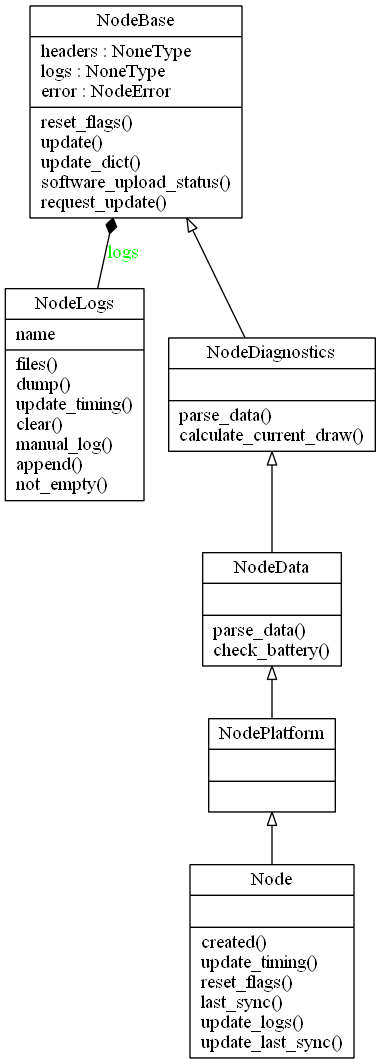 NodeBase
headers : NoneType
logs : NoneType
error : NodeError
reset_flags()
update()
update_dict()
software_upload_status()
request_update()
logs
NodeLogs
name
files()
dump()
update_timing()
clear()
manual_log()
append()
not_empty()
NodeDiagnostics
parse_data()
calculate_current_draw()
NodeData
parse_data()
check_battery()
NodePlatform
Node
created()
update_timing()
reset_flags()
last_sync()
update_logs()
update_last_sync()